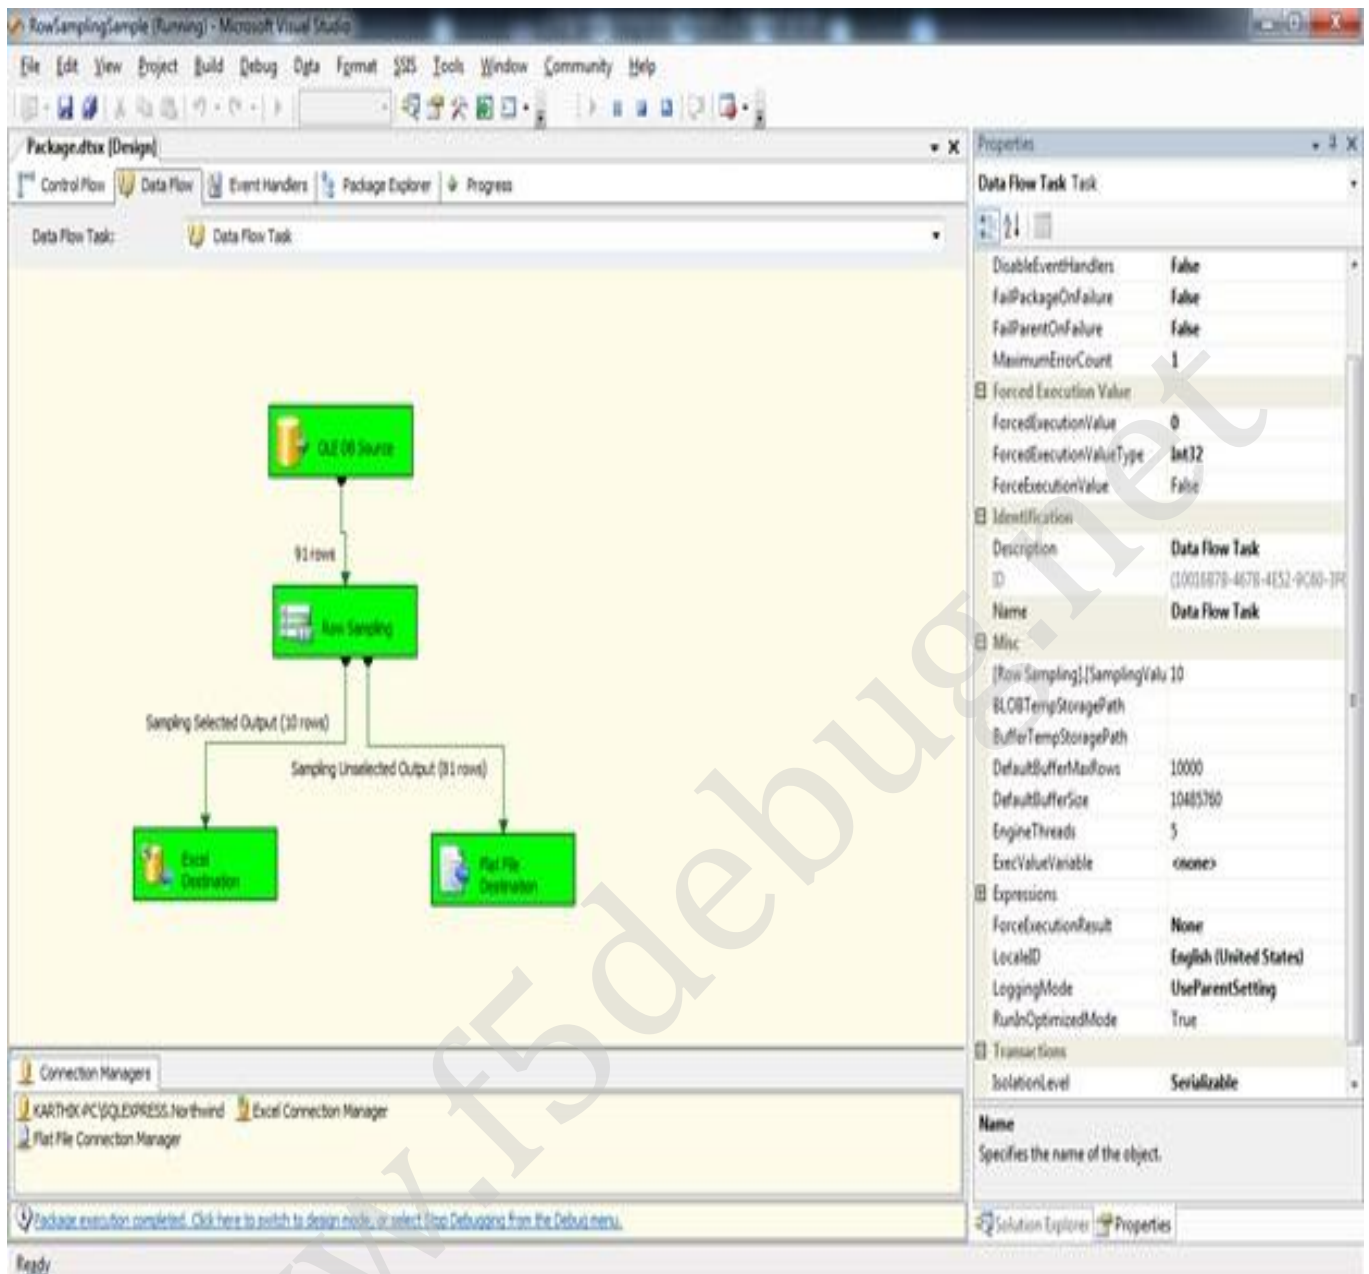 RowSamplingSample (Running) - Microsoft Visual Studio
File Edit View Project Build Debug Data Format SSIS Tools Window Community Help
Package.dtsx [Design]
Control Flow Data Flow Event Handlers Package Explorer Progress
Data Flow Task: Data Flow Task
OLE DB Source
91 rows
Row Sampling
Sampling Selected Output (10 rows)
Sampling Unselected Output (81 rows)
Excel
Destination
Flat File
Destination
Connection Managers
KARTHIK-PC\SQLEXPRESS.Northwind Excel Connection Manager
Flat File Connection Manager
Package execution completed. Click here to switch to design mode, or select Stop Debugging from the Debug menu.
Ready
Properties
Data Flow Task Task
DisableEventHandlers False
FailPackageOnFailure False
FailParentOnFailure False
MaximumErrorCount 1
Forced Execution Value
ForcedExecutionValue 0
ForcedExecutionValueType Int32
ForceExecutionValue False
Identification
Description Data Flow Task
ID
Name Data Flow Task
Misc
[Row Sampling].[SamplingValu 10
BLOBTempStoragePath
BufferTempStoragePath
DefaultBufferMaxRows 10000
DefaultBufferSize 10485760
EngineThreads 5
ExecValueVariable <none>
Expressions
ForceExecutionResult None
LocaleID English (United States)
LoggingMode UseParentSetting
RunInOptimizedMode True
Transactions
IsolationLevel Serializable
Name
Specifies the name of the object.
Solution Explorer Properties
w.f5debug.net